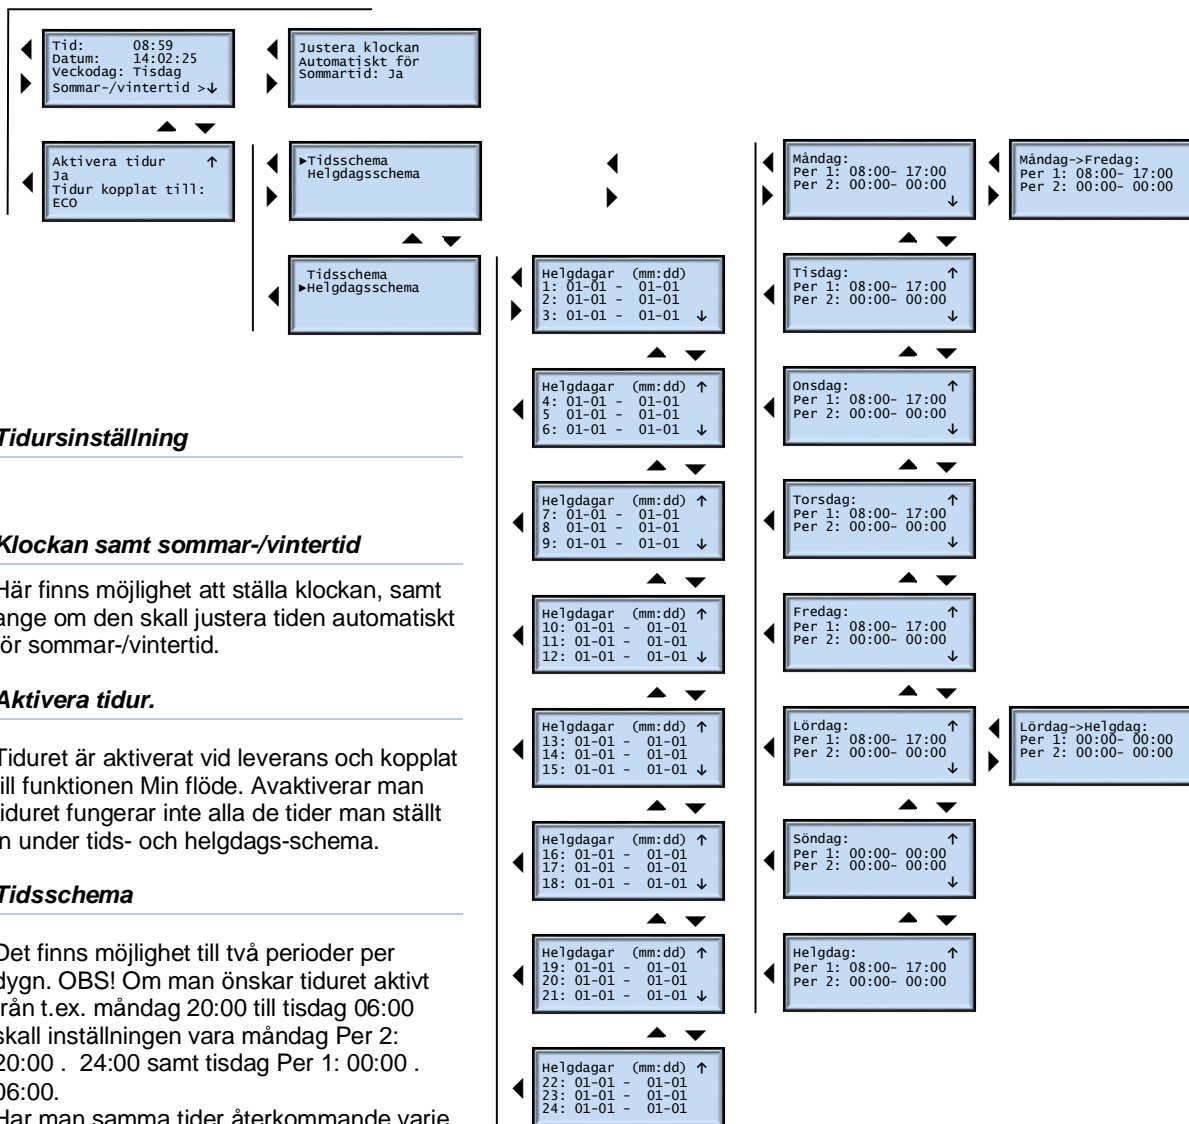 Tid: 08:59
Datum: 14:02:25
Veckodag: Tisdag
Sommar-/vintertid >↓
Justera klockan
Automatiskt för
Sommartid: Ja
Aktivera tidur ↑
Ja
Tidur kopplat till:
ECO
►Tidsschema
Helgdagsschema
Tidsschema
►Helgdagsschema
Tidursinställning
Klockan samt sommar-/vintertid
Här finns möjlighet att ställa klockan, samt
ange om den skall justera tiden automatiskt
för sommar-/vintertid.
Aktivera tidur.
Tiduret är aktiverat vid leverans och kopplat
till funktionen Min flöde. Avaktiverar man
tiduret fungerar inte alla de tider man ställt
in under tids- och helgdags-schema.
Tidsschema
Det finns möjlighet till två perioder per
dygn. OBS! Om man önskar tiduret aktivt
från t.ex. måndag 20:00 till tisdag 06:00
skall inställningen vara måndag Per 2:
20:00 . 24:00 samt tisdag Per 1: 00:00 .
06:00.
Har man samma tider återkommande varje
Helgdagar (mm:dd)
1: 01-01 - 01-01
2: 01-01 - 01-01
3: 01-01 - 01-01 ↓
Helgdagar (mm:dd) ↑
4: 01-01 - 01-01
5 01-01 - 01-01
6: 01-01 - 01-01 ↓
Helgdagar (mm:dd) ↑
7: 01-01 - 01-01
8 01-01 - 01-01
9: 01-01 - 01-01 ↓
Helgdagar (mm:dd) ↑
10: 01-01 - 01-01
11: 01-01 - 01-01
12: 01-01 - 01-01 ↓
Helgdagar (mm:dd) ↑
13: 01-01 - 01-01
14: 01-01 - 01-01
15: 01-01 - 01-01 ↓
Helgdagar (mm:dd) ↑
16: 01-01 - 01-01
17: 01-01 - 01-01
18: 01-01 - 01-01 ↓
Helgdagar (mm:dd) ↑
19: 01-01 - 01-01
20: 01-01 - 01-01
21: 01-01 - 01-01 ↓
Helgdagar (mm:dd) ↑
22: 01-01 - 01-01
23: 01-01 - 01-01
24: 01-01 - 01-01
Måndag:
Per 1: 08:00- 17:00
Per 2: 00:00- 00:00
↓
Måndag->Fredag:
Per 1: 08:00- 17:00
Per 2: 00:00- 00:00
Tisdag: ↑
Per 1: 08:00- 17:00
Per 2: 00:00- 00:00
↓
Onsdag: ↑
Per 1: 08:00- 17:00
Per 2: 00:00- 00:00
↓
Torsdag: ↑
Per 1: 08:00- 17:00
Per 2: 00:00- 00:00
↓
Fredag: ↑
Per 1: 08:00- 17:00
Per 2: 00:00- 00:00
↓
Lördag: ↑
Per 1: 08:00- 17:00
Per 2: 00:00- 00:00
↓
Lördag->Helgdag:
Per 1: 00:00- 00:00
Per 2: 00:00- 00:00
Söndag: ↑
Per 1: 00:00- 00:00
Per 2: 00:00- 00:00
↓
Helgdag: ↑
Per 1: 08:00- 17:00
Per 2: 00:00- 00:00